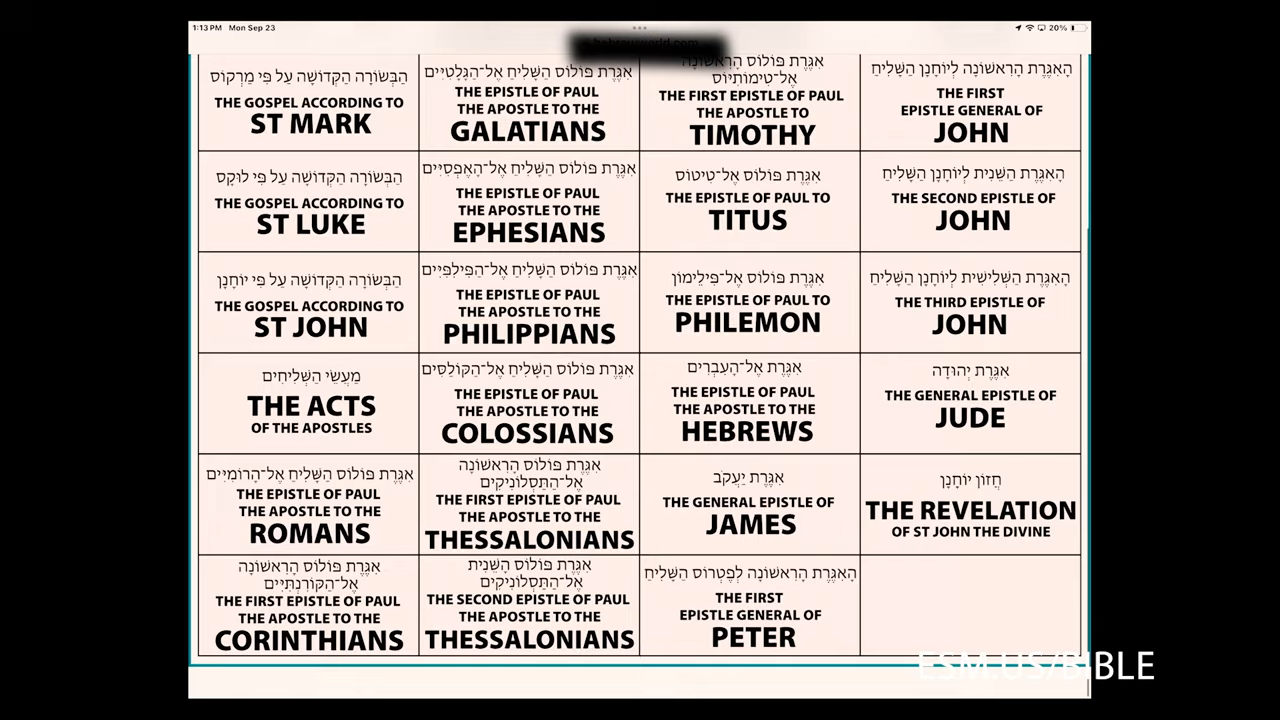 1:13 PM Mon Sep 23
20%
הַבְּשׂוֹרָה הַקְּדוֹשָׁה עַל פִּי מַרְקוֹס
THE GOSPEL ACCORDING TO
ST MARK
אִגֶּרֶת פּוֹלוֹס הַשָּׁלִיחַ אֶל־הַגָּלָטִיִּים
THE EPISTLE OF PAUL
THE APOSTLE TO THE
GALATIANS
אִגֶּרֶת פּוֹלוֹס הָרִאשׁוֹנָה
אֶל־טִימוֹתִיּוֹס
THE FIRST EPISTLE OF PAUL
THE APOSTLE TO
TIMOTHY
הָאִגֶּרֶת הָרִאשׁוֹנָה לְיוֹחָנָן הַשָּׁלִיחַ
THE FIRST
EPISTLE GENERAL OF
JOHN
הַבְּשׂוֹרָה הַקְּדוֹשָׁה עַל פִּי לוּקָס
THE GOSPEL ACCORDING TO
ST LUKE
אִגֶּרֶת פּוֹלוֹס הַשָּׁלִיחַ אֶל־הָאֶפְסִיִּים
THE EPISTLE OF PAUL
THE APOSTLE TO THE
EPHESIANS
אִגֶּרֶת פּוֹלוֹס אֶל־טִיטוֹס
THE EPISTLE OF PAUL TO
TITUS
הָאִגֶּרֶת הַשֵּׁנִית לְיוֹחָנָן הַשָּׁלִיחַ
THE SECOND EPISTLE OF
JOHN
הַבְּשׂוֹרָה הַקְּדוֹשָׁה עַל פִּי יוֹחָנָן
THE GOSPEL ACCORDING TO
ST JOHN
אִגֶּרֶת פּוֹלוֹס הַשָּׁלִיחַ אֶל־הַפִילִפִּיִּים
THE EPISTLE OF PAUL
THE APOSTLE TO THE
PHILIPPIANS
אִגֶּרֶת פּוֹלוֹס אֶל־פִּילֵימוֹן
THE EPISTLE OF PAUL TO
PHILEMON
הָאִגֶּרֶת הַשְּׁלִישִׁית לְיוֹחָנָן הַשָּׁלִיחַ
THE THIRD EPISTLE OF
JOHN
מַעֲשֵׂי הַשְּׁלִיחִים
THE ACTS
OF THE APOSTLES
אִגֶּרֶת פּוֹלוֹס הַשָּׁלִיחַ אֶל־הַקּוֹלַסִּים
THE EPISTLE OF PAUL
THE APOSTLE TO THE
COLOSSIANS
אִגֶּרֶת אֶל־הָעִבְרִים
THE EPISTLE OF PAUL
THE APOSTLE TO THE
HEBREWS
אִגֶּרֶת יְהוּדָה
THE GENERAL EPISTLE OF
JUDE
אִגֶּרֶת פּוֹלוֹס הַשָּׁלִיחַ אֶל־הָרוֹמִיִּים
THE EPISTLE OF PAUL
THE APOSTLE TO THE
ROMANS
אִגֶּרֶת פּוֹלוֹס הָרִאשׁוֹנָה
אֶל־הַתַּסְּלוֹנִיקִים
THE FIRST EPISTLE OF PAUL
THE APOSTLE TO THE
THESSALONIANS
אִגֶּרֶת יַעֲקֹב
THE GENERAL EPISTLE OF
JAMES
חֲזוֹן יוֹחָנָן
THE REVELATION
OF ST JOHN THE DIVINE
אִגֶּרֶת פּוֹלוֹס הָרִאשׁוֹנָה
אֶל־הַקּוֹרִנְתִּיִּים
THE FIRST EPISTLE OF PAUL
THE APOSTLE TO THE
CORINTHIANS
אִגֶּרֶת פּוֹלוֹס הַשֵּׁנִית
אֶל־הַתַּסְּלוֹנִיקִים
THE SECOND EPISTLE OF PAUL
THE APOSTLE TO THE
THESSALONIANS
הָאִגֶּרֶת הָרִאשׁוֹנָה לְפֶטְרוֹס הַשָּׁלִיחַ
THE FIRST
EPISTLE GENERAL OF
PETER
ESM.US/BIBLE